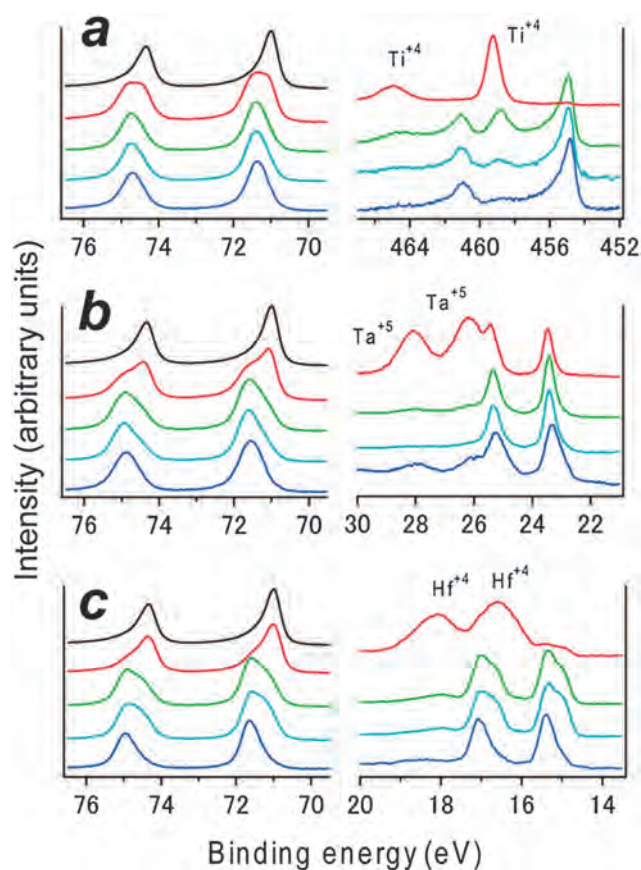 a
Ti+4
Ti+4
76 74 72 70
464 460 456 452
b
Ta+5
Ta+5
76 74 72 70
30 28 26 24 22
c
Hf+4
Hf+4
76 74 72 70
20 18 16 14
Intensity (arbitrary units)
Binding energy (eV)